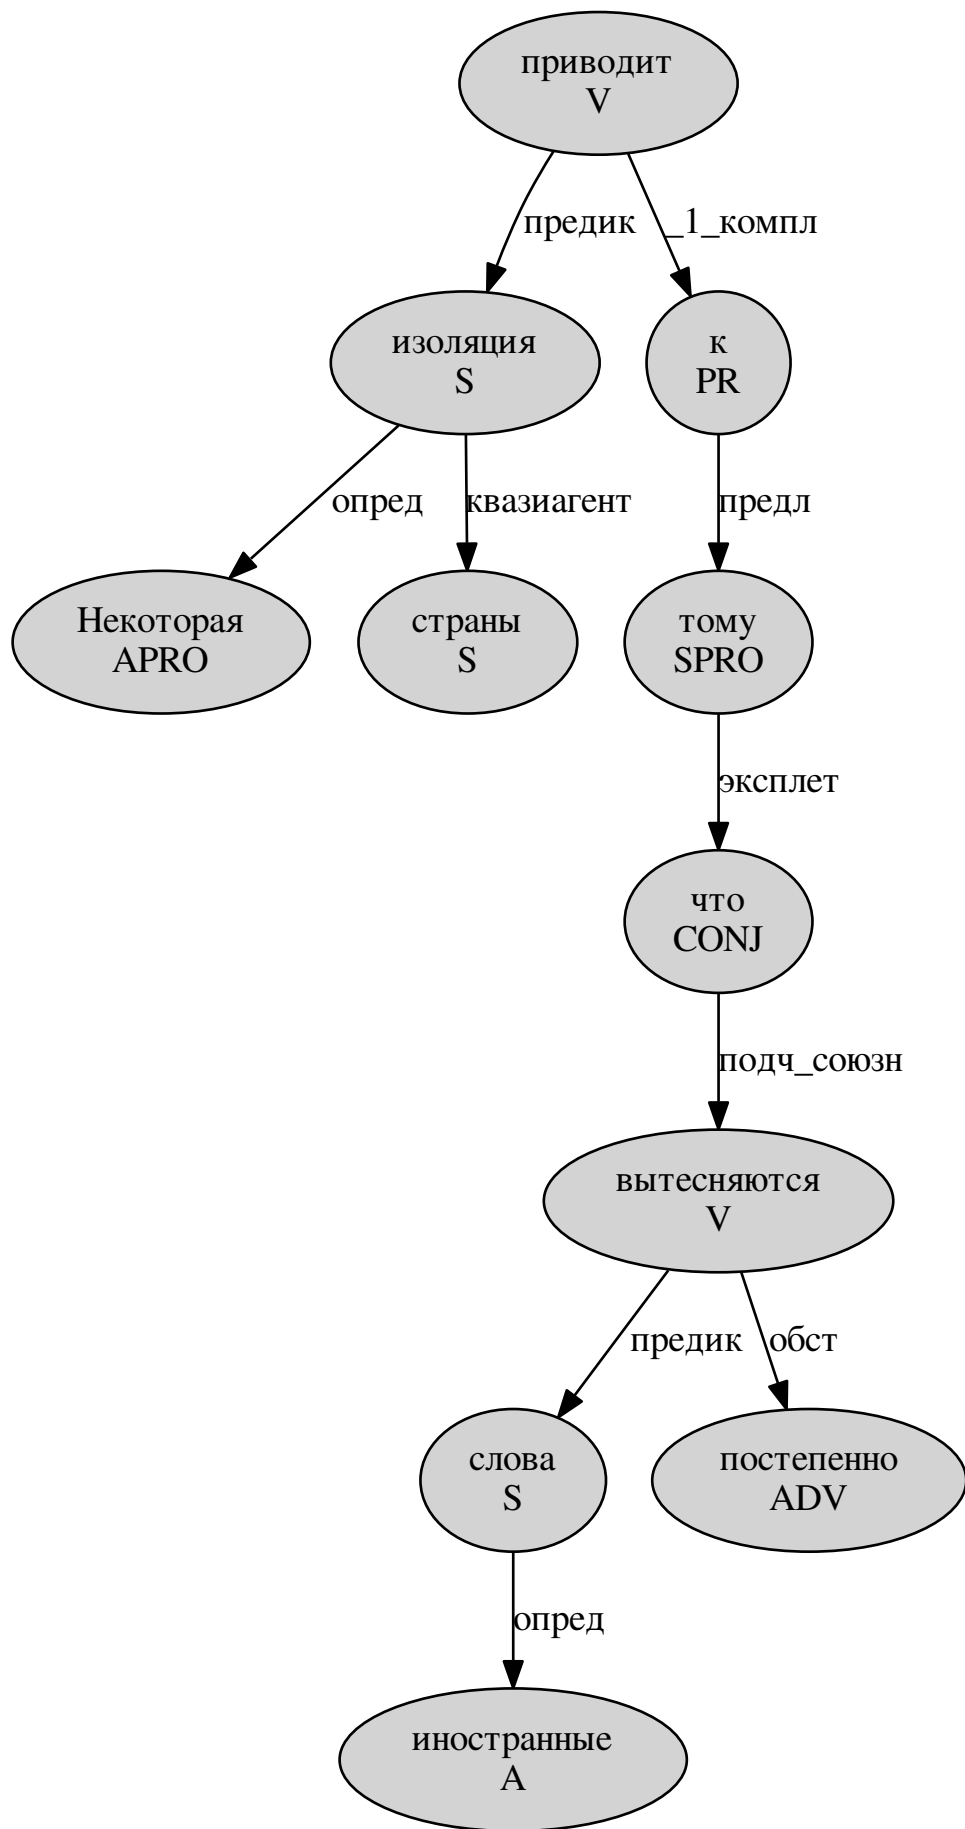 приводит
V
предик
_1_компл
изоляция
S
к
PR
опред
квазиагент
предл
Некоторая
APRO
страны
S
тому
SPRO
эксплет
что
CONJ
подч_союзн
вытесняются
V
предик
обст
слова
S
постепенно
ADV
опред
иностранные
A